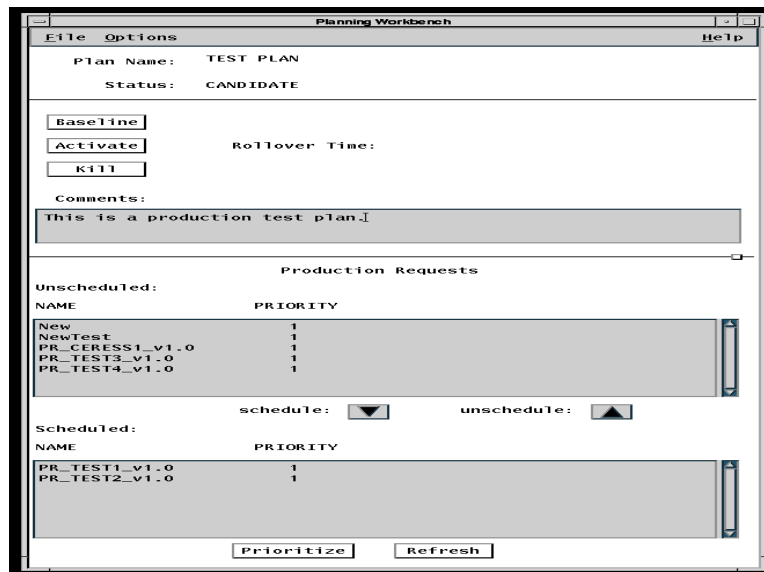 Planning Workbench
File Options Help
Plan Name: TEST PLAN
Status: CANDIDATE
Baseline
Activate Rollover Time:
Kill
Comments:
This is a production test plan.
Production Requests
Unscheduled:
NAME PRIORITY
New 1
NewTest 1
PR_CERESS1_v1.0 1
PR_TEST3_v1.0 1
PR_TEST4_v1.0 1
schedule: unschedule:
Scheduled:
NAME PRIORITY
PR_TEST1_v1.0 1
PR_TEST2_v1.0 1
Prioritize Refresh